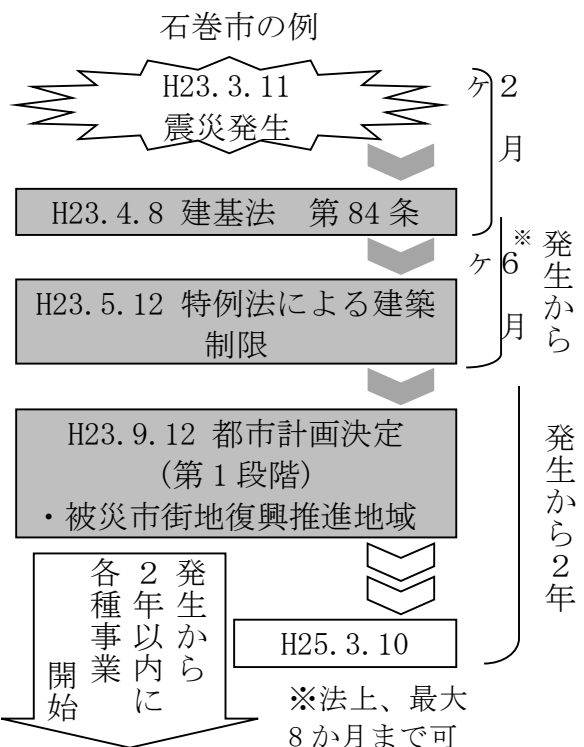 石巻市の例
H23.3.11
震災発生
2
ケ
月
H23.4.8 建基法　第84条
※
発生から
6
ケ
月
H23.5.12 特例法による建築
制限
H23.9.12 都市計画決定
(第1段階)
・被災市街地復興推進地域
発生から2年
発生から
２年以内に
各種事業
開始
H25.3.10
※法上、最大
8か月まで可